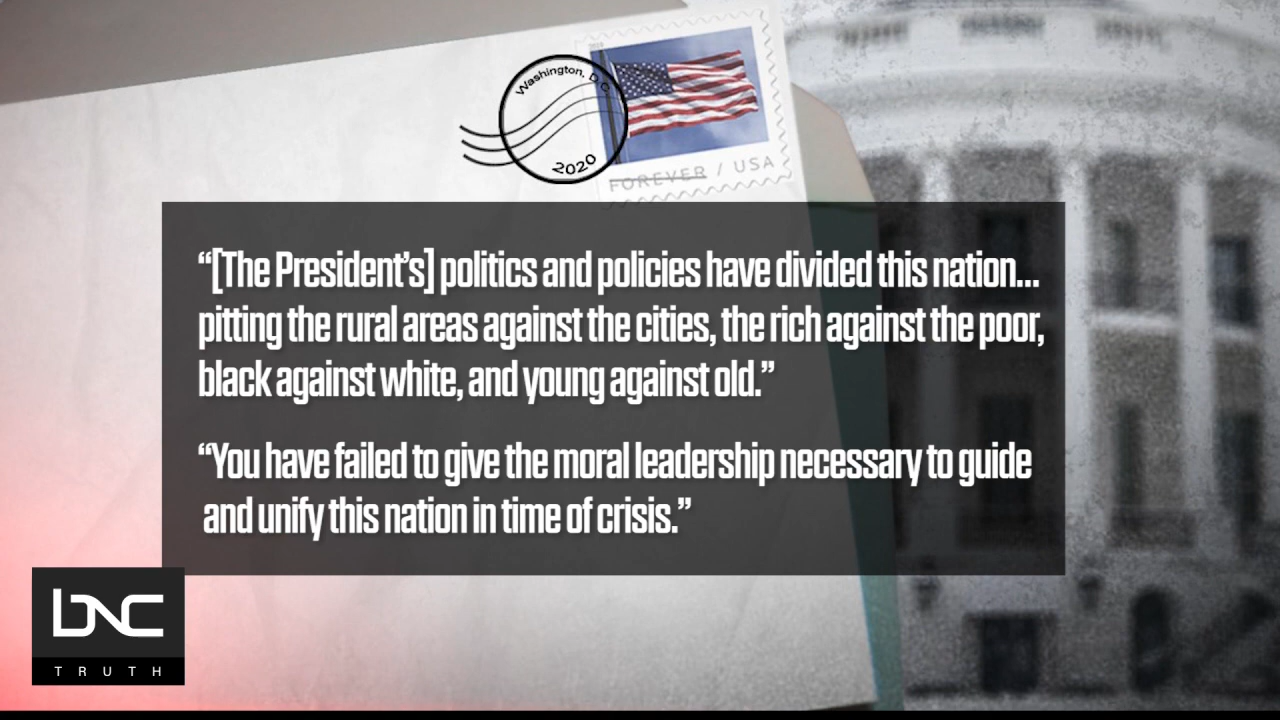 Washington, D.C.
2020
FOREVER / USA
“[The President’s] politics and policies have divided this nation...
pitting the rural areas against the cities, the rich against the poor,
black against white, and young against old.”
“You have failed to give the moral leadership necessary to guide
and unify this nation in time of crisis.”
BNC
TRUTH